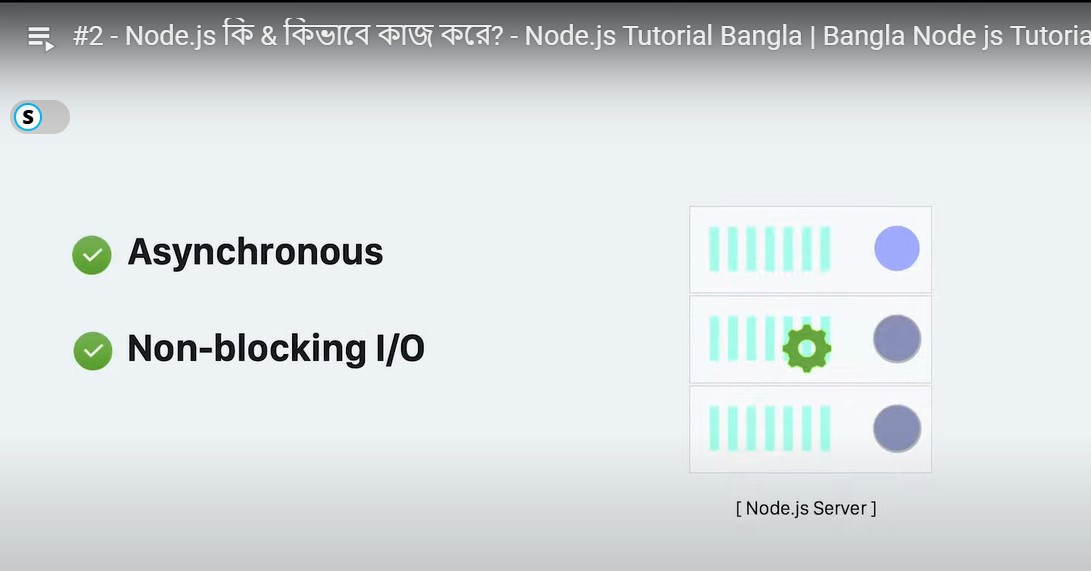 #2 - Node.js কি & কিভাবে কাজ করে? - Node.js Tutorial Bangla | Bangla Node js Tutoria
S
Asynchronous
Non-blocking I/O
[ Node.js Server ]